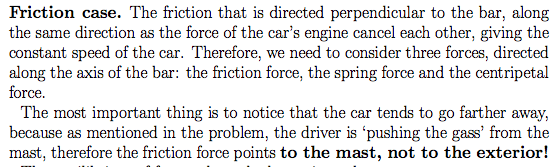 Friction case. The friction that is directed perpendicular to the bar, along
the same direction as the force of the car's engine cancel each other, giving the
constant speed of the car. Therefore, we need to consider three forces, directed
along the axis of the bar: the friction force, the spring force and the centripetal
force.
The most important thing is to notice that the car tends to go farther away,
because as mentioned in the problem, the driver is 'pushing the gass' from the
mast, therefore the friction force points to the mast, not to the exterior!